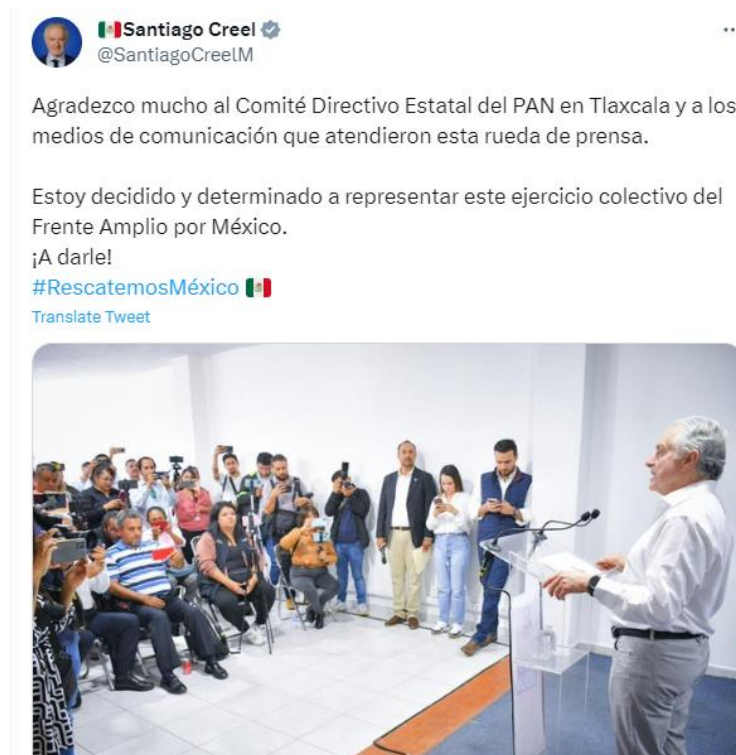 Santiago Creel
@SantiagoCreelM
Agradezco mucho al Comité Directivo Estatal del PAN en Tlaxcala y a los
medios de comunicación que atendieron esta rueda de prensa.
Estoy decidido y determinado a representar este ejercicio colectivo del
Frente Amplio por México.
¡A darle!
#RescatemosMéxico
Translate Tweet